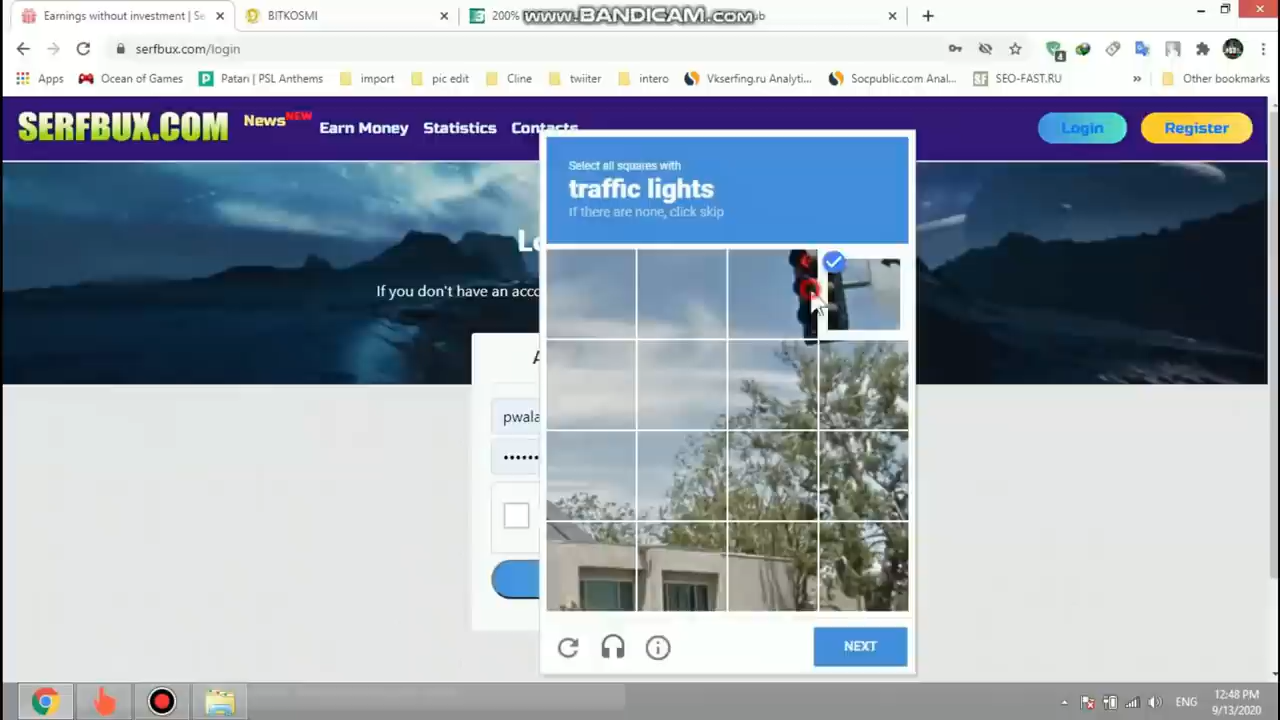 Earnings without investment | Se
BITKOSMI
200%
www.BANDICAM.com
ub
serfbux.com/login
Apps
Ocean of Games
Patari | PSL Anthems
import
pic edit
Cline
twiiter
intero
Vkserfing.ru Analyti...
Socpublic.com Anal...
SEO-FAST.RU
»
Other bookmarks
SERFBUX.COM
News NEW
Earn Money
Statistics
Contacts
Login
Register
Select all squares with
traffic lights
If there are none, click skip
Lo
If you don't have an acco
A
pwala
NEXT
ENG
12:48 PM
9/13/2020